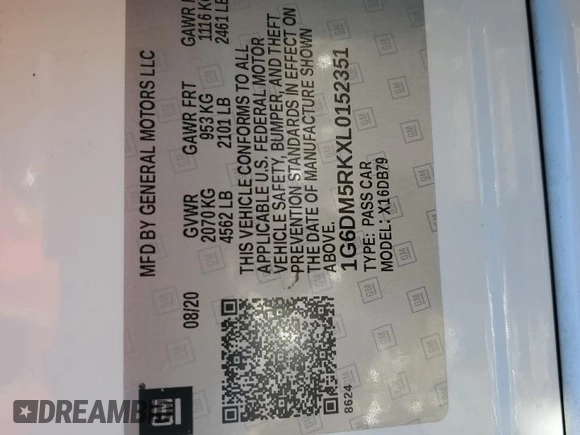 MFD BY GENERAL MOTORS LLC
08/20 GVWR GAWR FRT GAWR
2070 KG 953 KG 1116 KG
4562 LB 2101 LB 2461 LB
THIS VEHICLE CONFORMS TO ALL
APPLICABLE U.S. FEDERAL MOTOR
VEHICLE SAFETY, BUMPER, AND THEFT
PREVENTION STANDARDS IN EFFECT ON
THE DATE OF MANUFACTURE SHOWN
ABOVE.
1G6DM5RKXL0152351
TYPE: PASS CAR
MODEL: X16DB79
8624
GM
DREAMBID